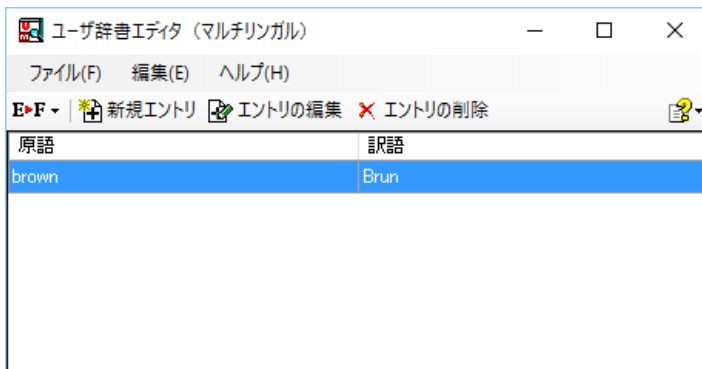 ユーザ辞書エディタ（マルチリンガル）
ファイル(F) 編集(E) ヘルプ(H)
E▸F 新規エントリ エントリの編集 エントリの削除
原語 訳語
brown Brun